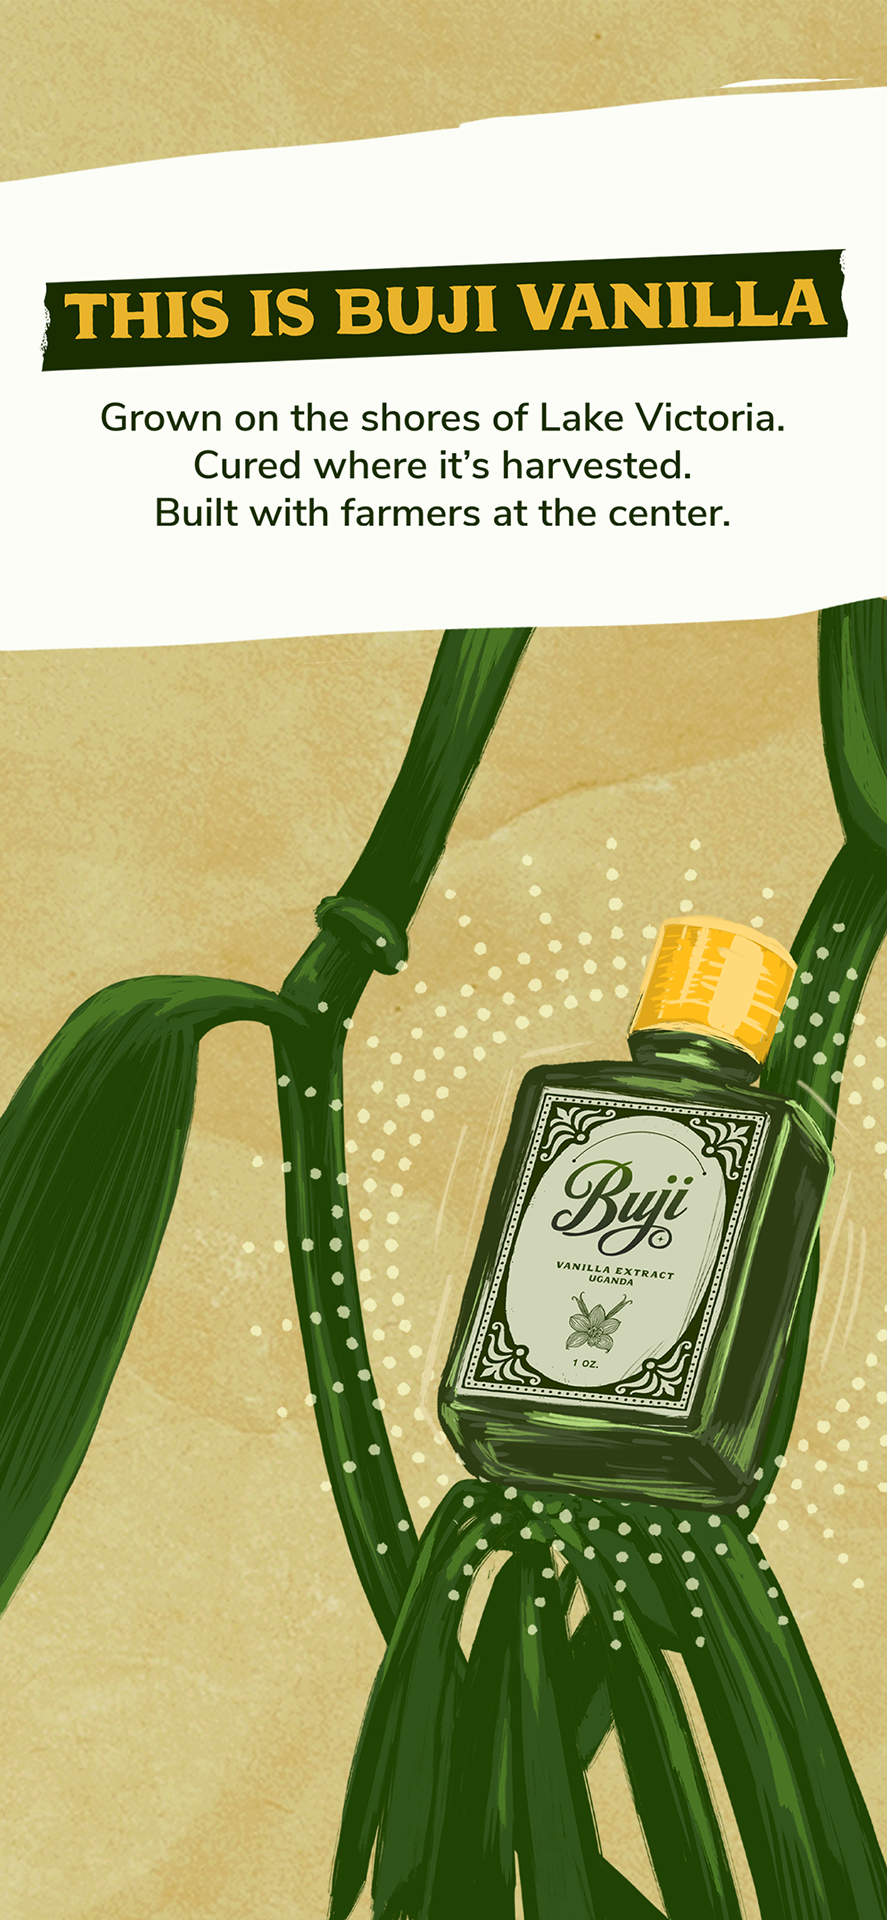 THIS IS BUJI VANILLA
Grown on the shores of Lake Victoria.
Cured where it’s harvested.
Built with farmers at the center.
Buji
VANILLA EXTRACT
UGANDA
1 OZ.